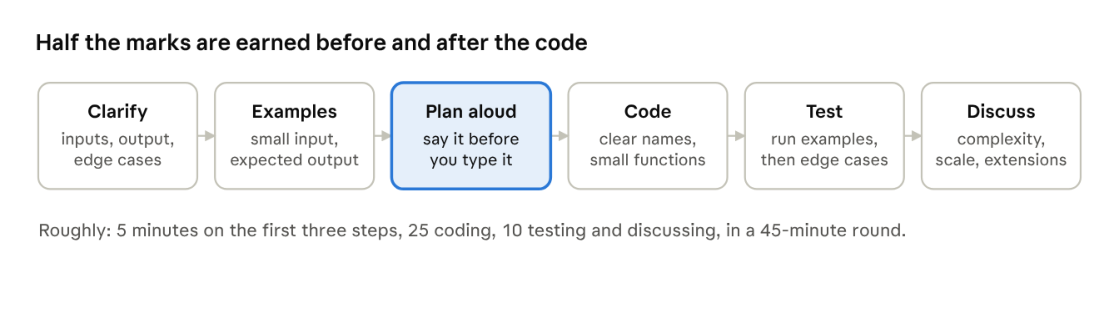 Half the marks are earned before and after the code
Clarify
inputs, output,
edge cases
Examples
small input,
expected output
Plan aloud
say it before
you type it
Code
clear names,
small functions
Test
run examples,
then edge cases
Discuss
complexity,
scale, extensions
Roughly: 5 minutes on the first three steps, 25 coding, 10 testing and discussing, in a 45-minute round.